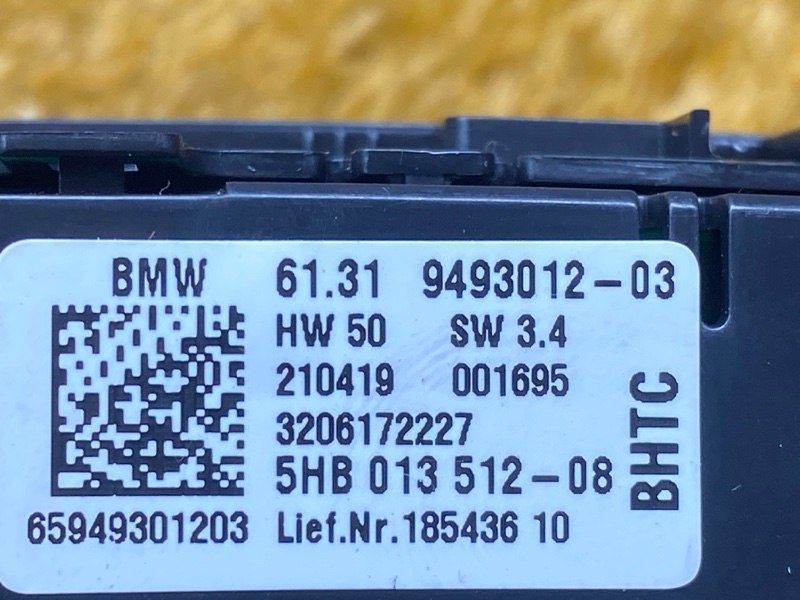 BMW 61.31 9493012-03
HW 50 SW 3.4
210419 001695
3206172227
5HB 013 512-08
65949301203 Lief.Nr.185436 10
BHTC